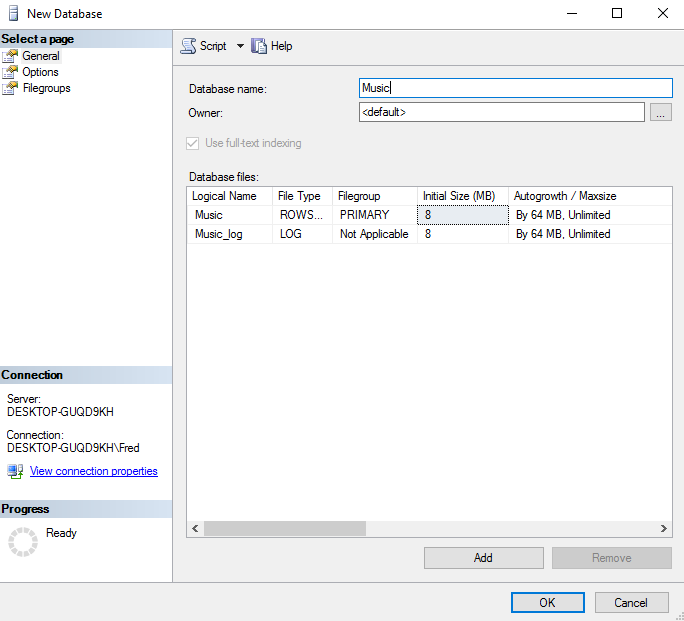 New Database
Select a page
General
Options
Filegroups
Script Help
Database name: Music
Owner: <default> ...
Use full-text indexing
Database files:
Logical Name File Type Filegroup Initial Size (MB) Autogrowth / Maxsize
Music ROWS... PRIMARY 8 By 64 MB, Unlimited
Music_log LOG Not Applicable 8 By 64 MB, Unlimited
Connection
Server:
DESKTOP-GUQD9KH
Connection:
DESKTOP-GUQD9KH\Fred
View connection properties
Progress
Ready
Add Remove
OK Cancel